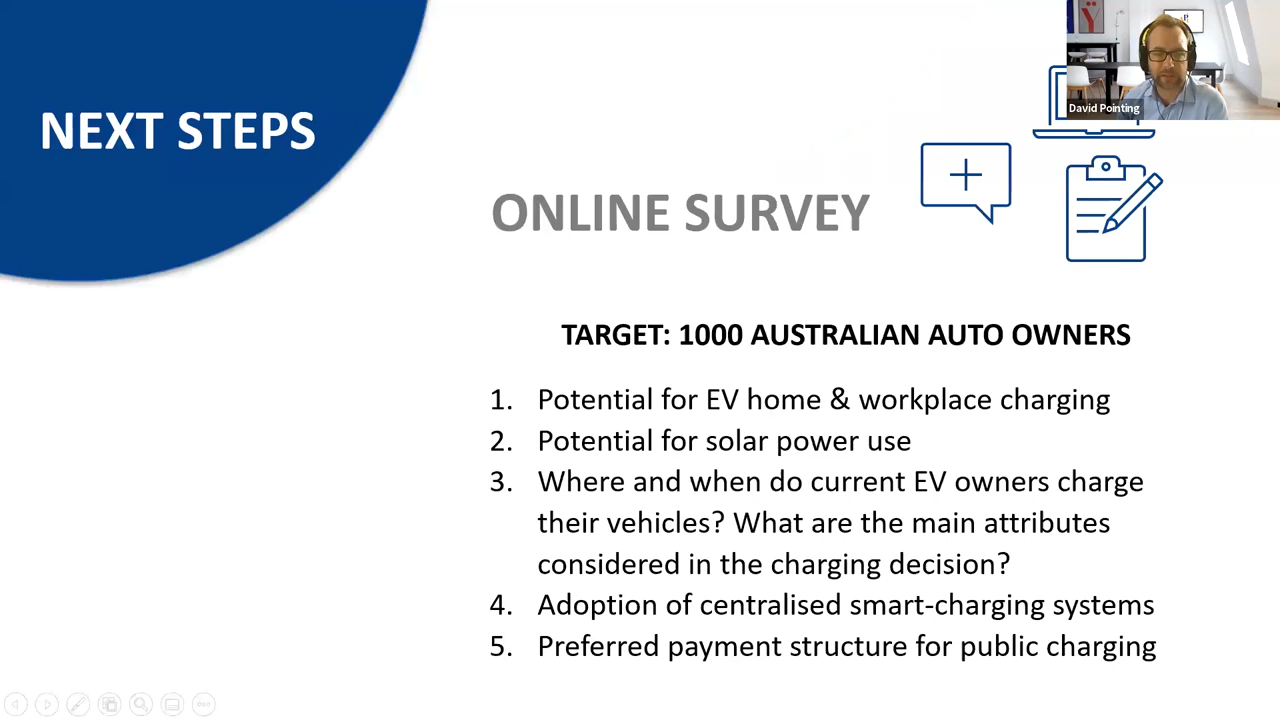 NEXT STEPS
David Pointing
ONLINE SURVEY
TARGET: 1000 AUSTRALIAN AUTO OWNERS
1. Potential for EV home & workplace charging
2. Potential for solar power use
3. Where and when do current EV owners charge
their vehicles? What are the main attributes
considered in the charging decision?
4. Adoption of centralised smart-charging systems
5. Preferred payment structure for public charging